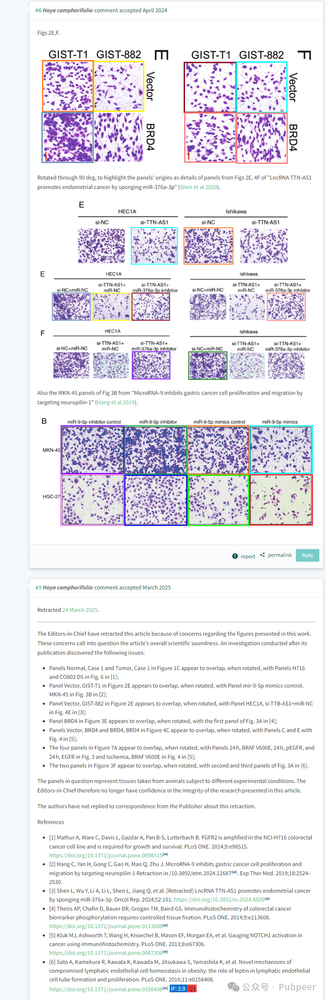 #6 Hoya camphorifolia comment accepted April 2024
Figs 2E,F.
GIST-T1 GIST-882 E
Vector
BRD4
GIST-T1 GIST-882 F
Vector
BRD4
Rotated through 90 deg, to highlight the panels' origins as details of panels from Figs 2E, 4F of "LncRNA TTN-AS1
promotes endometrial cancer by sponging miR-376a-3p" (Shen et al 2020).
E
HEC1A Ishikawa
si-NC si-TTN-AS1 si-NC si-TTN-AS1
E HEC1A Ishikawa
si-TTN-AS1+ si-TTN-AS1+ si-TTN-AS1+ si-TTN-AS1+
si-NC+miR-NC miR-NC miR-376a-3p inhibitor si-NC+miR-NC miR-NC miR-376a-3p inhibitor
F HEC1A Ishikawa
si-TTN-AS1+ si-TTN-AS1+ si-TTN-AS1+ si-TTN-AS1+
si-NC+miR-NC miR-NC miR-376a-3p inhibitor si-NC+miR-NC miR-NC miR-376a-3p inhibitor
Also the MKN-45 panels of Fig 3B from "MicroRNA-9 inhibits gastric cancer cell proliferation and migration by
targeting neuropilin-1" (Hang et al 2019).
B miR-9-5p inhibitor control miR-9-5p inhibitor miR-9-5p mimics control miR-9-5p mimics
MKN-45
HGC-27
report permalink Reply
#7 Hoya camphorifolia comment accepted March 2025
Retracted 24 March 2025.
The Editors-in-Chief have retracted this article because of concerns regarding the figures presented in this work.
These concerns call into question the article's overall scientific soundness. An investigation conducted after its
publication discovered the following issues:
• Panels Normal, Case 1 and Tumor, Case 1 in Figure 1C appear to overlap, when rotated, with Panels H716
and CO802 D5 in Fig. 6 in [1];
• Panel Vector, GIST-T1 in Figure 2E appears to overlap, when rotated, with Panel mir-9-5p mimics control,
MKN-45 in Fig. 3B in [2];
• Panel Vector, GIST-882 in Figure 2E appears to overlap, when rotated, with Panel HEC1A, si-TTB-AS1+miR-NC
in Fig. 4E in [3];
• Panel BRD4 in Figure 3E appears to overlap, when rotated, with the first panel of Fig. 3A in [4];
• Panels Vector, BRD4 and BRD4, BRD4 in Figure 4C appear to overlap, when rotated, with Panels C and E with
Fig. 4 in [5];
• The four panels in Figure 7A appear to overlap, when rotated, with Panels 24 h, BRAF V600E, 24 h, pEGFR, and
24 h, EGFR in Fig. 3 and Ischemia, BRAF V600E in Fig. 4 in [5];
• The two panels in Figure 3F appear to overlap, when rotated, with second and third panels of Fig. 3A in [6].
The panels in question represent tissues taken from animals subject to different experimental conditions. The
Editors-in-Chief therefore no longer have confidence in the integrity of the research presented in this article.
The authors have not replied to correspondence from the Publisher about this retraction.
References
• [1] Mathur A, Ware C, Davis L, Gazdar A, Pan B-S, Lutterbach B. FGFR2 is amplified in the NCI-H716 colorectal
cancer cell line and is required for growth and survival. PLoS ONE. 2014;9:e98515.
https://doi.org/10.1371/journal.pone.0098515
• [2] Hang C, Yan H, Gong C, Gao H, Mao Q, Zhu J. MicroRNA-9 inhibits gastric cancer cell proliferation and
migration by targeting neuropilin-1 Retraction in /10.3892/etm.2024.12687. Exp Ther Med. 2019;18:2524–
2530.
• [3] Shen L, Wu Y, Li A, Li L, Shen L, Jiang Q, et al. [Retracted] LncRNA TTN-AS1 promotes endometrial cancer
by sponging miR-376a-3p. Oncol Rep. 2024;52:161. https://doi.org/10.3892/or.2024.8820
• [4] Theiss AP, Chafin D, Bauer DR, Grogan TM, Baird GS. Immunohistochemistry of colorectal cancer
biomarker phosphorylation requires controlled tissue fixation. PLoS ONE. 2014;9:e113608.
https://doi.org/10.1371/journal.pone.0113608
• [5] Kluk MJ, Ashworth T, Wang H, Knoechel B, Mason EF, Morgan EA, et al. Gauging NOTCH1 activation in
cancer using immunohistochemistry. PLoS ONE. 2013;8:e67306.
https://doi.org/10.1371/journal.pone.0067306
• [6] Sato A, Kamekura R, Kawata K, Kawada M, Jitsukawa S, Yamashita K, et al. Novel mechanisms of
compromised lymphatic endothelial cell homeostasis in obesity: the role of leptin in lymphatic endothelial
cell tube formation and proliferation. PLoS ONE. 2016;11:e0158408.
https://doi.org/10.1371/journal.pone.0158408 IF: 2.9 Q1
公众号 · Pubpeer